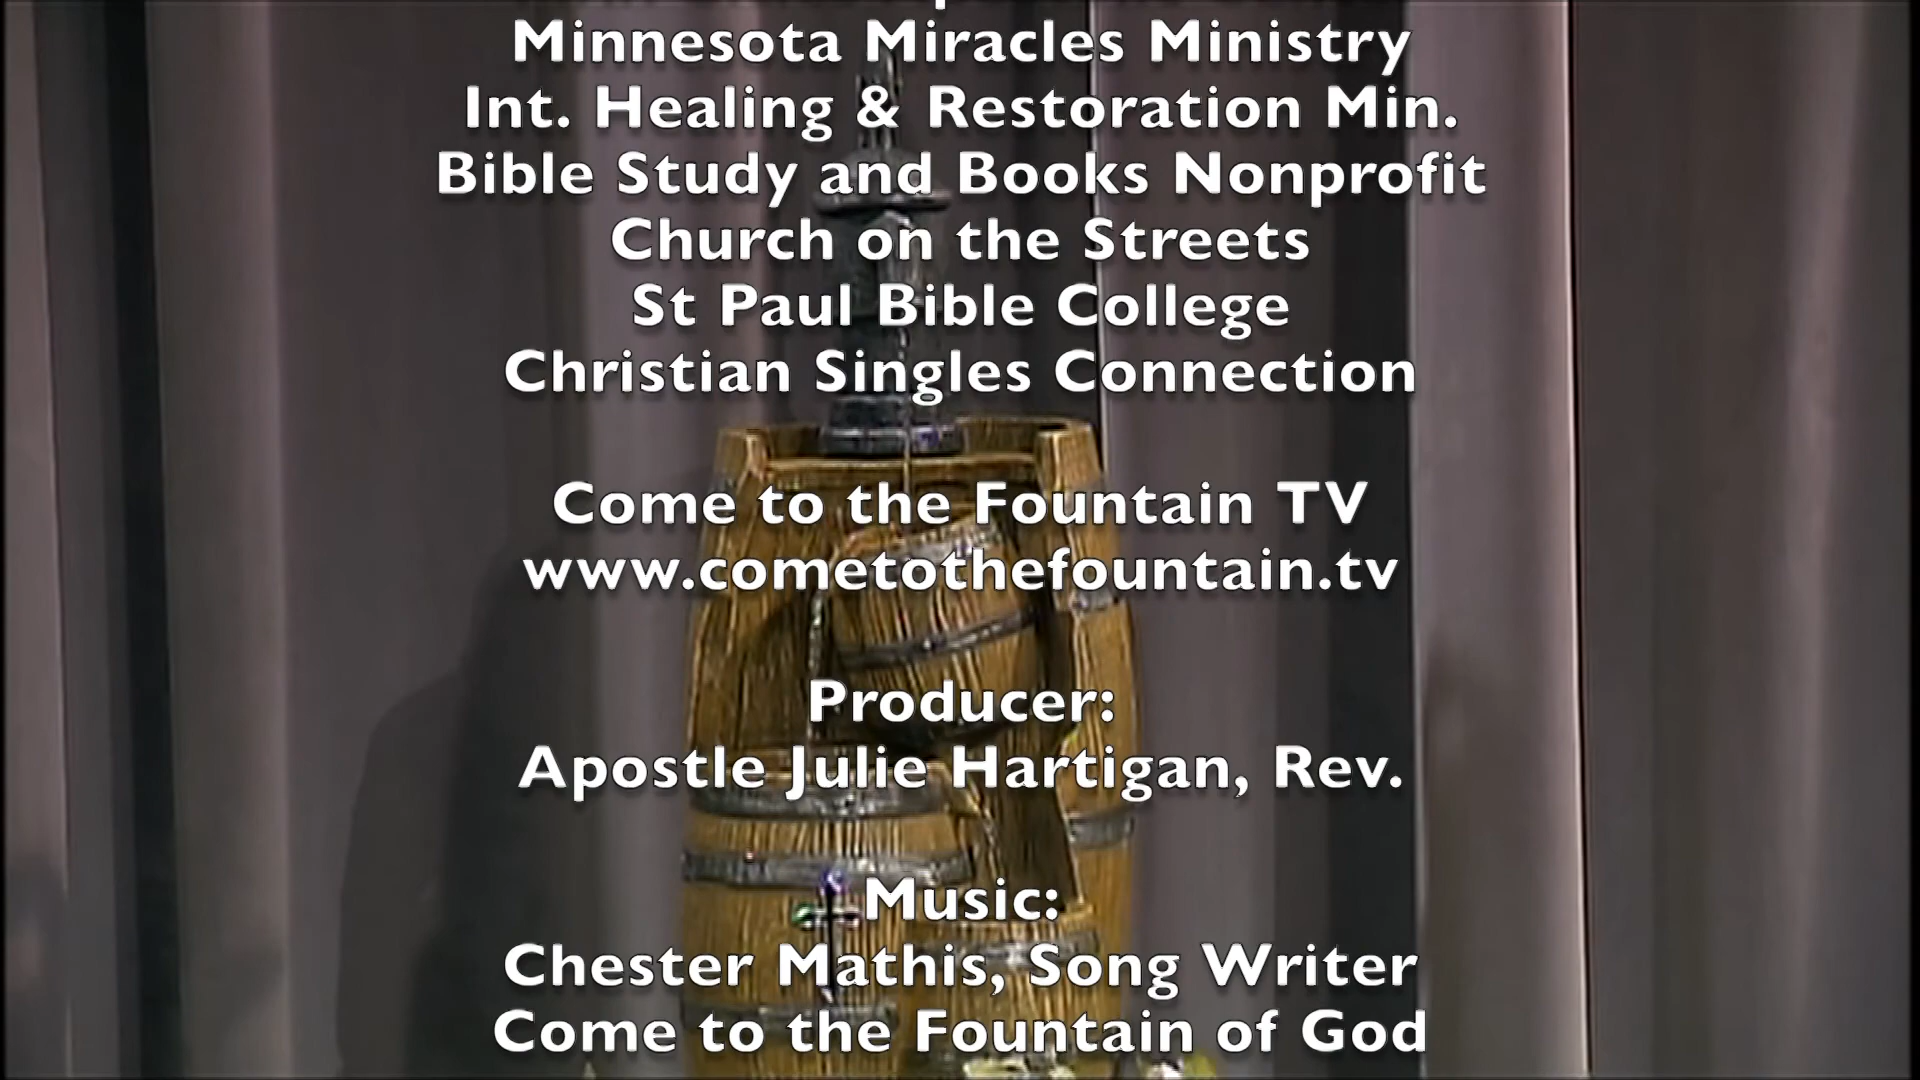 Minnesota Miracles Ministry
Int. Healing & Restoration Min.
Bible Study and Books Nonprofit
Church on the Streets
St Paul Bible College
Christian Singles Connection
Come to the Fountain TV
www.cometothefountain.tv
Producer:
Apostle Julie Hartigan, Rev.
Music:
Chester Mathis, Song Writer
Come to the Fountain of God